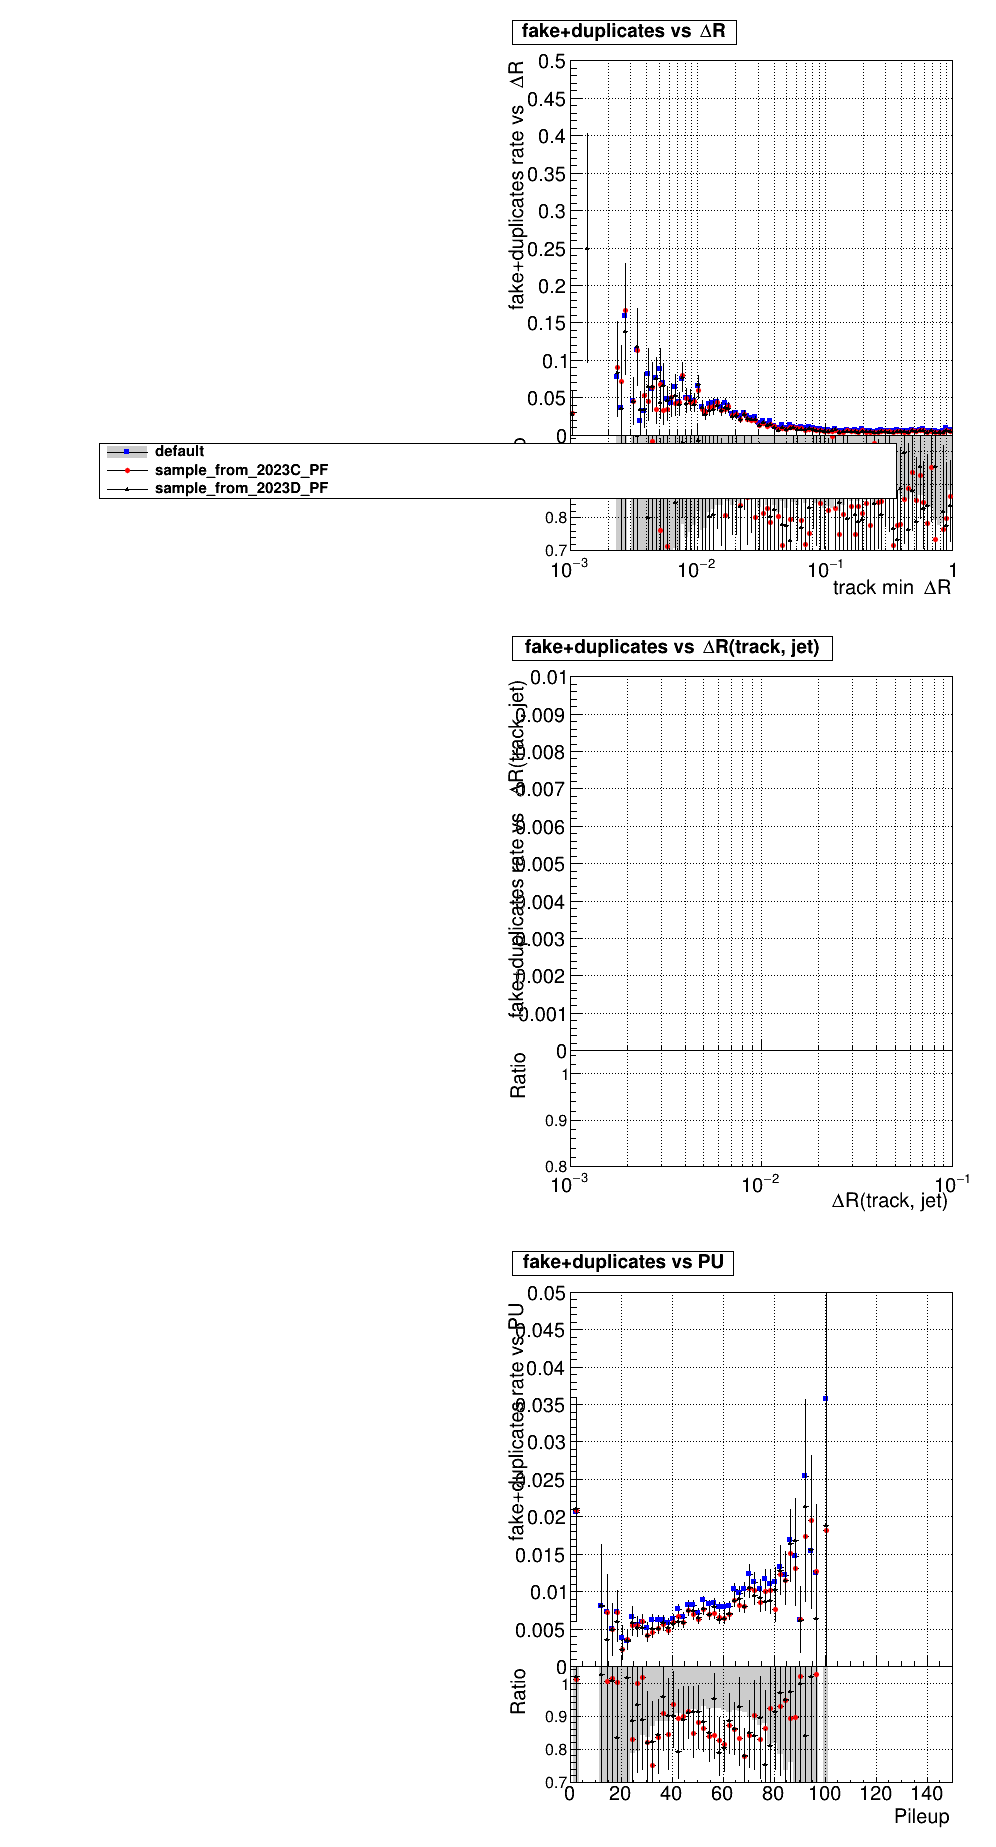 fake+duplicates vs ΔR
fake+duplicates rate vs ΔR
0.5
0.45
0.4
0.35
0.3
0.25
0.2
0.15
0.1
0.05
0
default
sample_from_2023C_PF
sample_from_2023D_PF
0.8
0.7
10⁻³ 10⁻² 10⁻¹ 1
track min ΔR
fake+duplicates vs ΔR(track, jet)
fake+duplicates rate vs ΔR(track, jet)
0.01
0.009
0.008
0.007
0.006
0.005
0.004
0.003
0.002
0.001
0
Ratio
1
0.9
0.8
10⁻³ 10⁻² 10⁻¹
ΔR(track, jet)
fake+duplicates vs PU
fake+duplicates rate vs PU
0.05
0.045
0.04
0.035
0.03
0.025
0.02
0.015
0.01
0.005
0
Ratio
1
0.9
0.8
0.7
0 20 40 60 80 100 120 140
Pileup